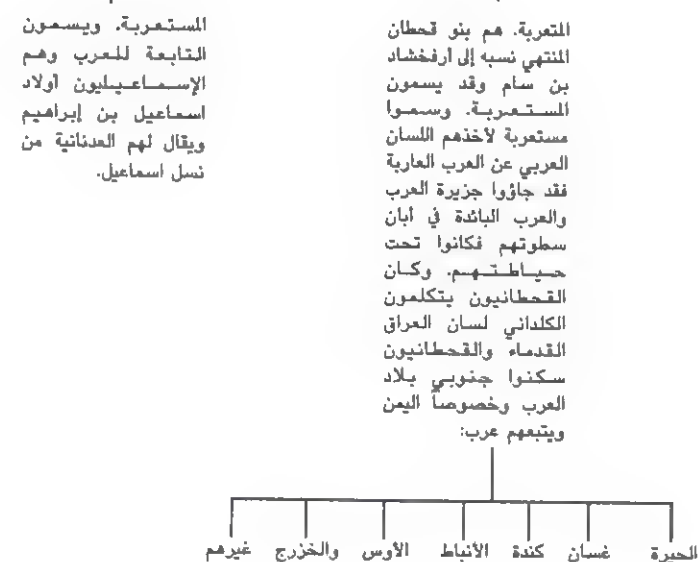 المتعربة. هم بنو قحطان
المنتهي نسبه إلى أرفخشاد
بن سام وقد يسمون
المستعربة. وسموا
مستعربة لأخذهم اللسان
العربي عن العرب العاربة
فقد جاؤوا جزيرة العرب
والعرب البائدة في أبان
سطوتهم فكانوا تحت
حياطتهم. وكان
القحطانيون يتكلمون
الكلداني لسان العراق
القدماء والقحطانيون
سكنوا جنوبي بلاد
العرب وخصوصاً اليمن
ويتبعهم عرب:
المستعربة. ويسمون
التابعة للعرب وهم
الإسماعيليون أولاد
اسماعيل بن إبراهيم
ويقال لهم العدنانية من
نسل اسماعيل.
الحيرة غسان كندة الأنباط الأوس والخزرج غيرهم